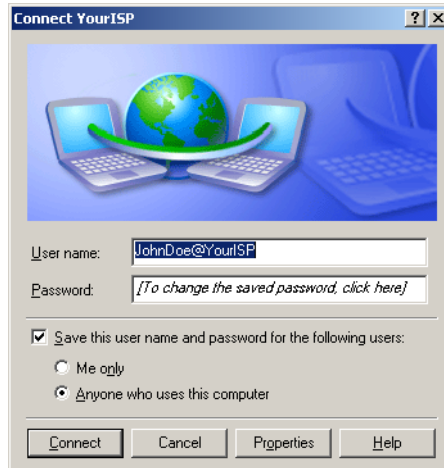 Connect YourISP
User name: JohnDoe@YourISP
Password: [To change the saved password, click here]
Save this user name and password for the following users:
Me only
Anyone who uses this computer
Connect Cancel Properties Help